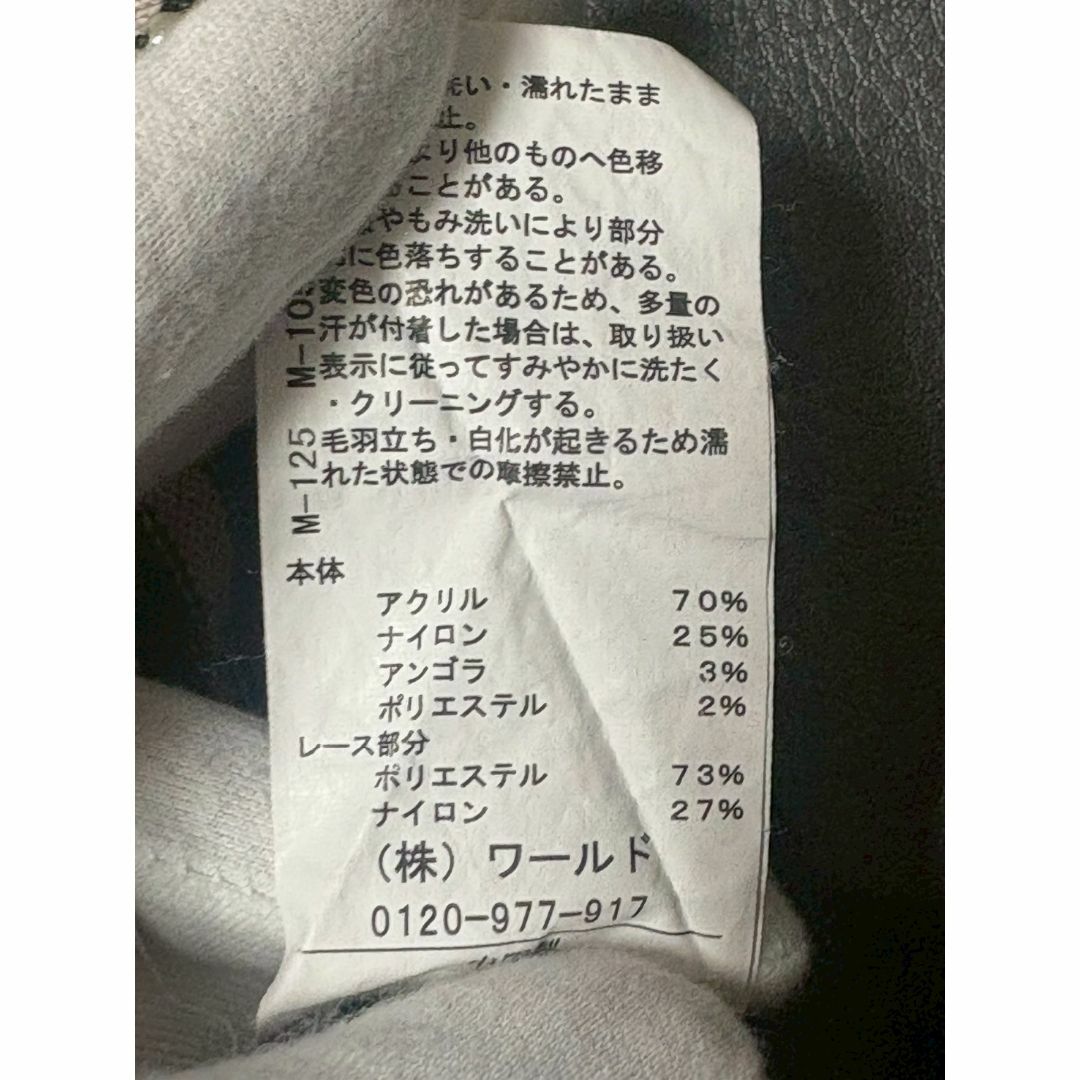 洗い・濡れたまま
止。
より他のものへ色移
ことがある。
やもみ洗いにより部分
に色落ちすることがある。
変色の恐れがあるため、多量の
汗が付着した場合は、取り扱い
表示に従ってすみやかに洗たく
・クリーニングする。
毛羽立ち・白化が起きるため濡
れた状態での摩擦禁止。
M-125 M-10
本体
アクリル 70%
ナイロン 25%
アンゴラ 3%
ポリエステル 2%
レース部分
ポリエステル 73%
ナイロン 27%
(株) ワールド
0120-977-917